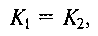 K₁ = K₂,